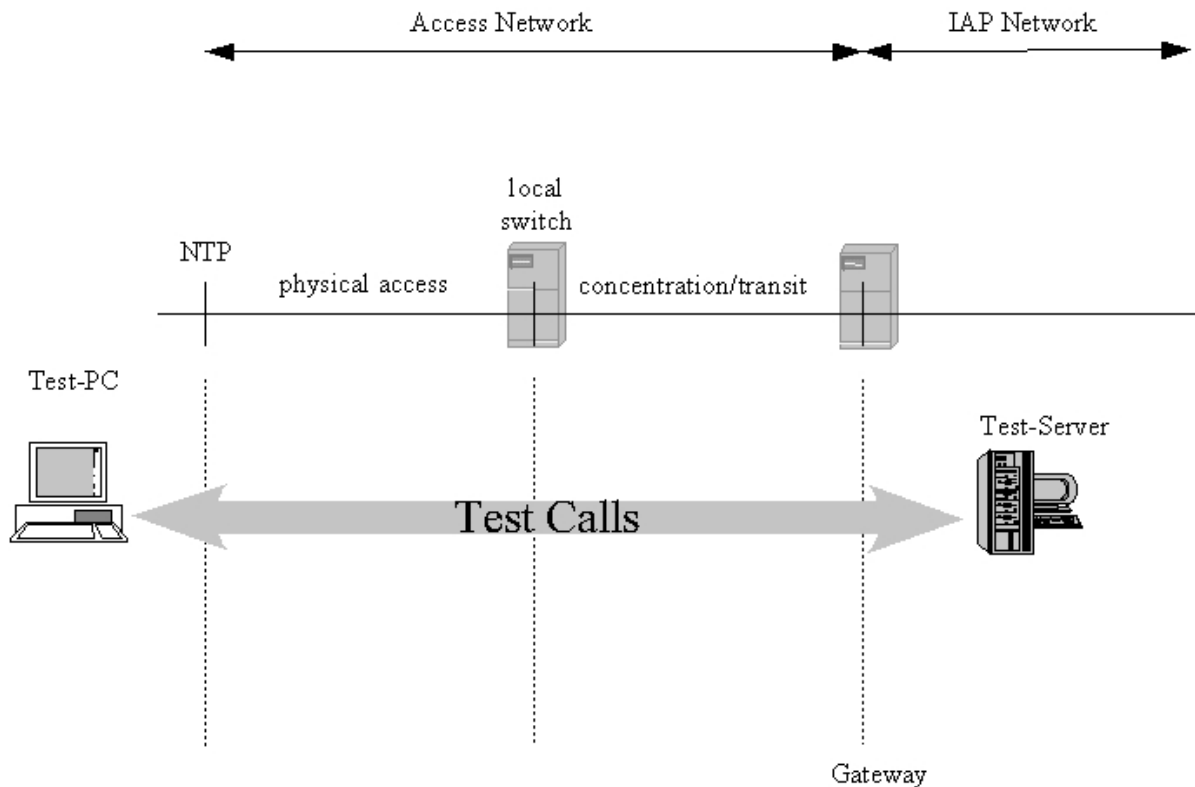 Access Network
IAP Network
local
switch
NTP
physical access
concentration/transit
Test-PC
Test-Server
Test Calls
Gateway